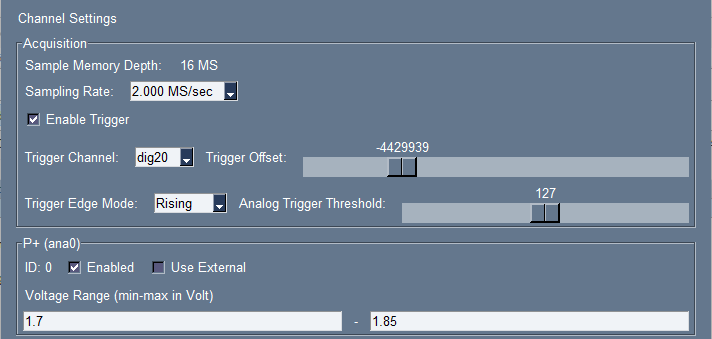 Channel Settings
Acquisition
Sample Memory Depth: 16 MS
Sampling Rate: 2.000 MS/sec
Enable Trigger
-4429939
Trigger Channel: dig20 Trigger Offset:
127
Trigger Edge Mode: Rising Analog Trigger Threshold:
P+ (ana0)
ID: 0 Enabled Use External
Voltage Range (min-max in Volt)
1.7 - 1.85